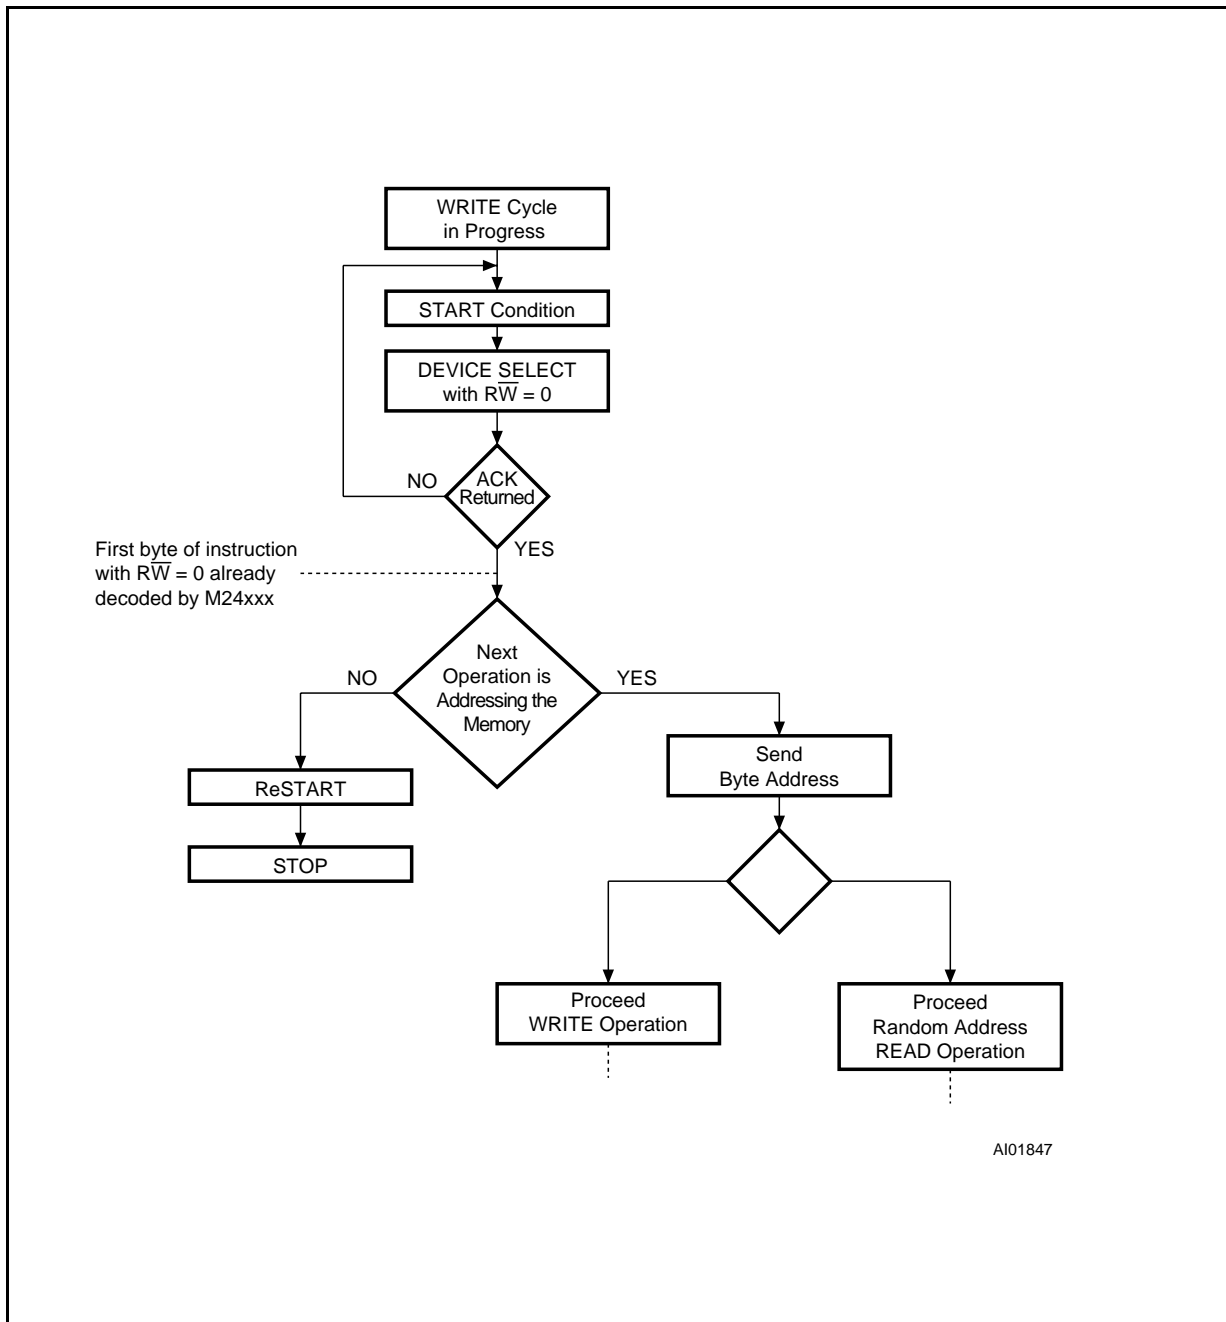 WRITE Cycle
in Progress
START Condition
DEVICE SELECT
with RW̅ = 0
NO
ACK
Returned
YES
First byte of instruction
with RW̅ = 0 already
decoded by M24xxx
Next
Operation is
Addressing the
Memory
NO
YES
Send
Byte Address
ReSTART
STOP
Proceed
WRITE Operation
Proceed
Random Address
READ Operation
AI01847